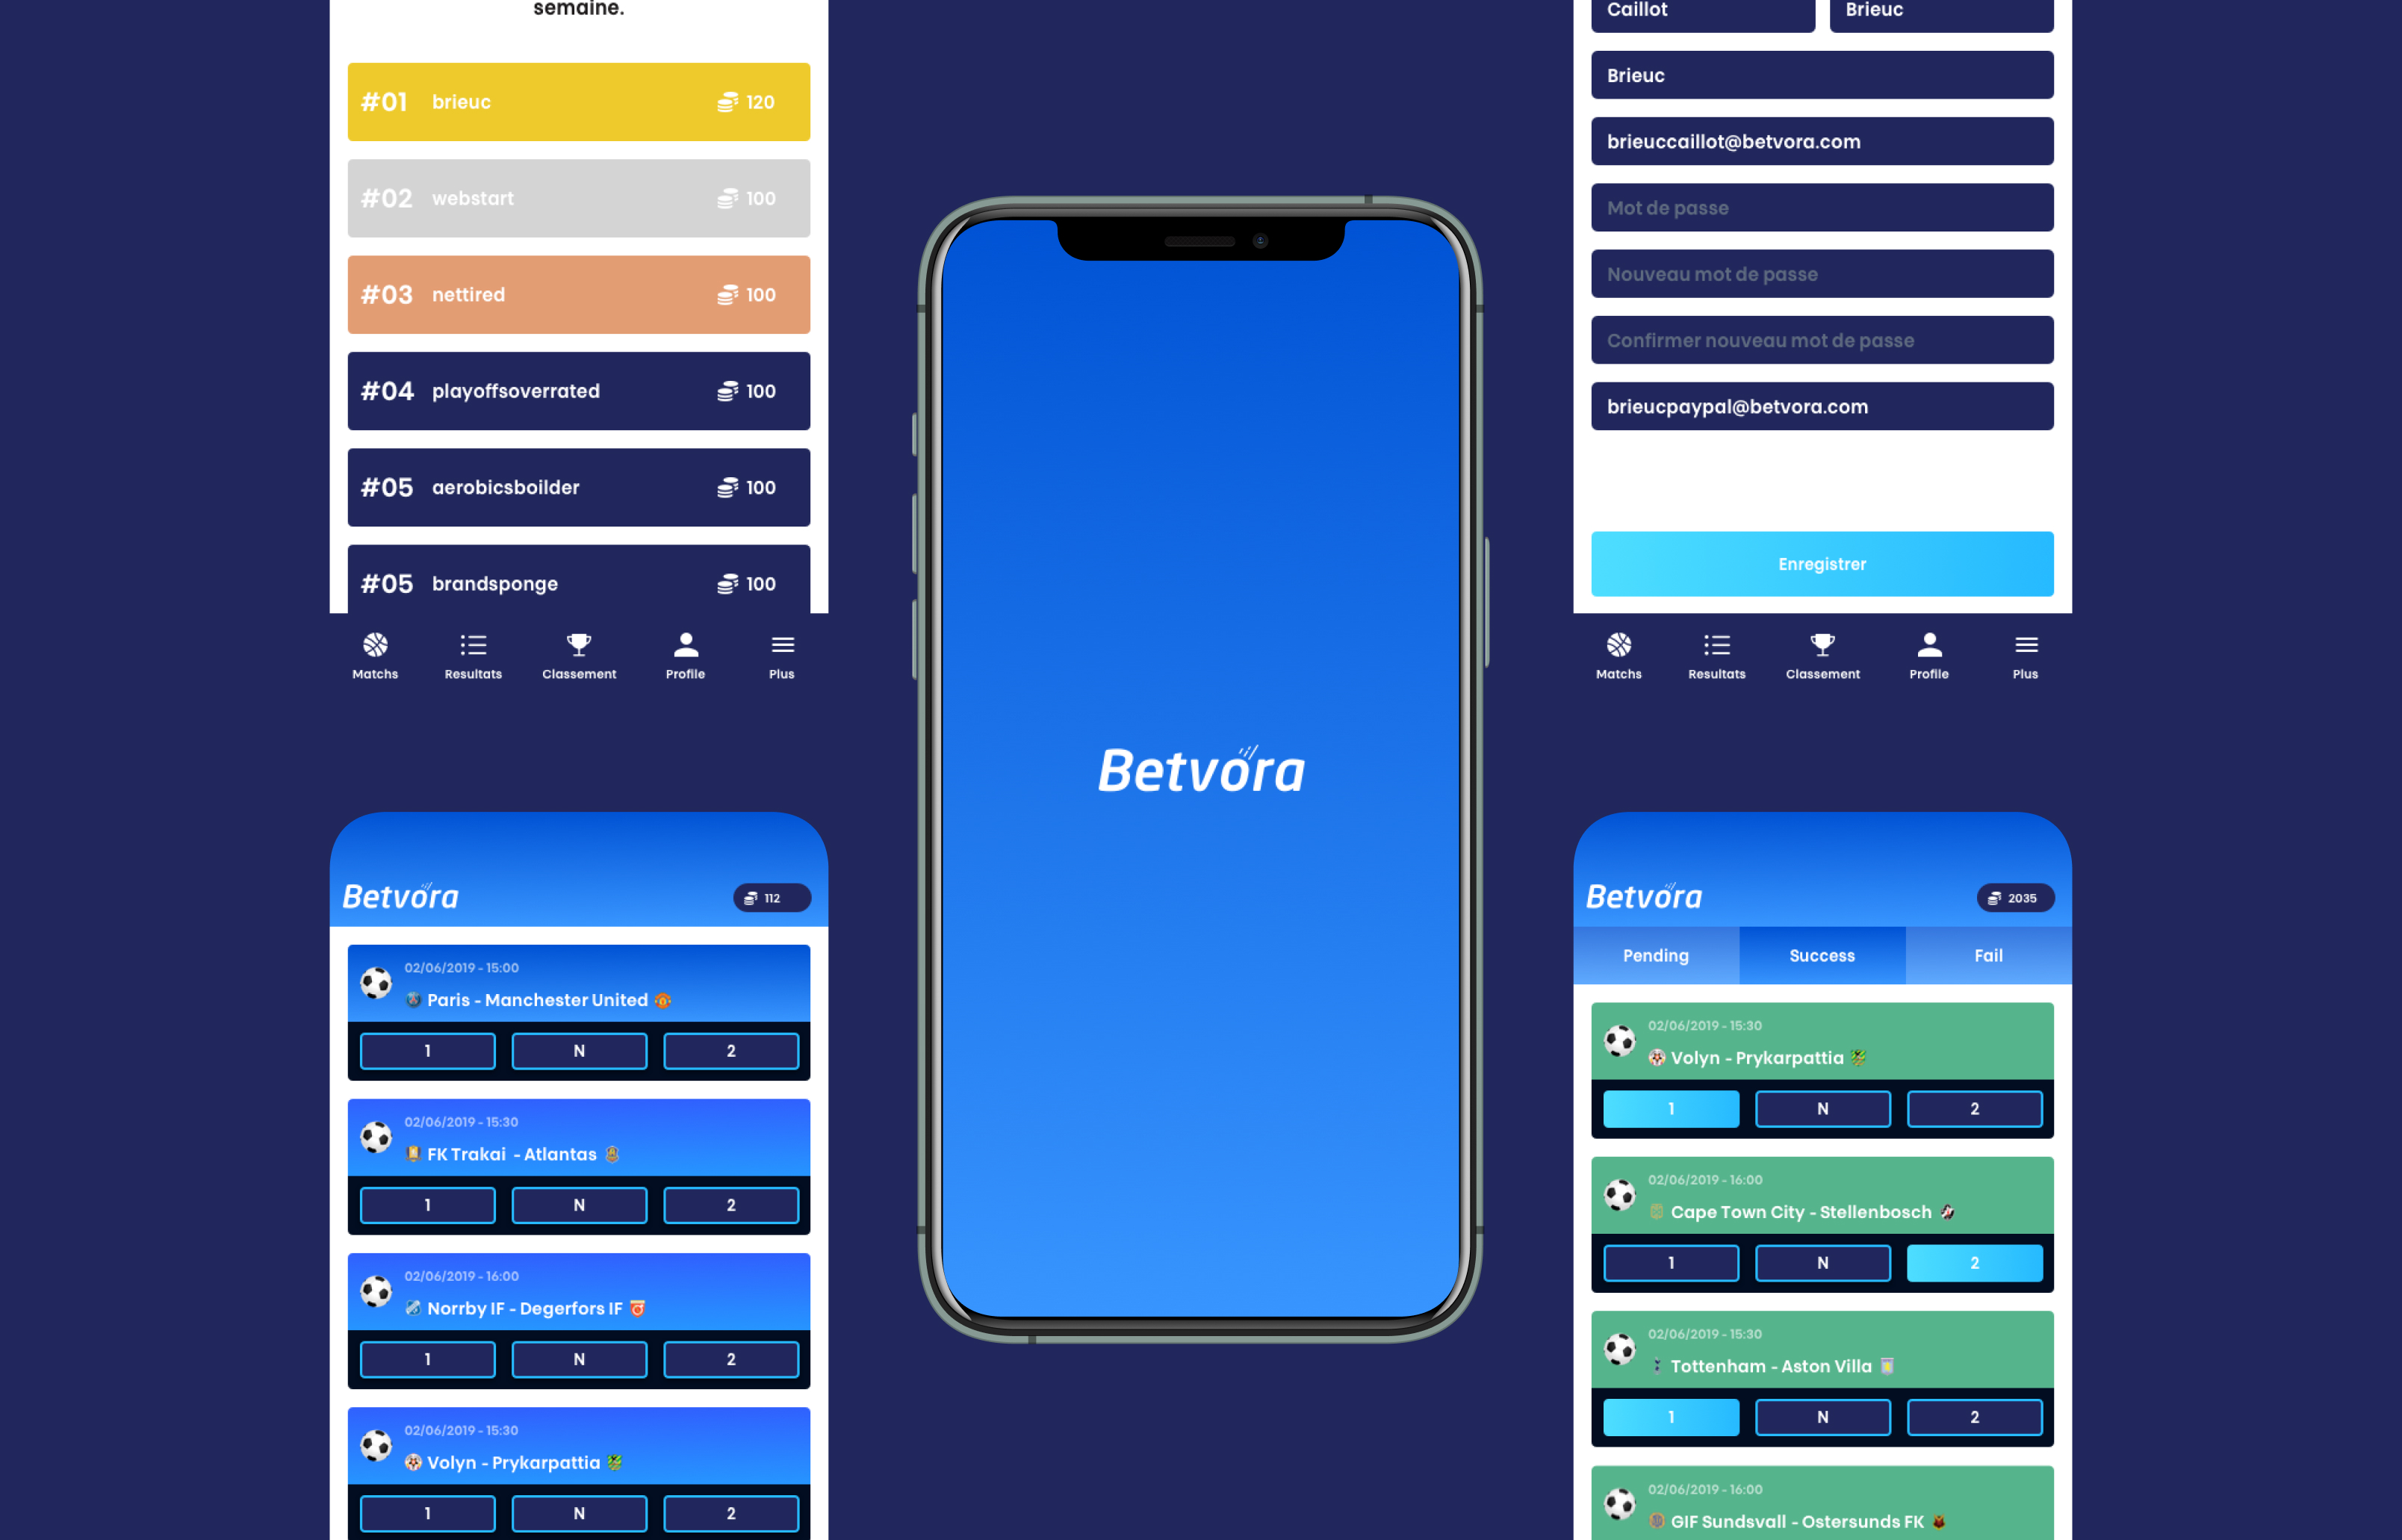 semaine.
#01 brieuc 120
#02 webstart 100
#03 nettired 100
#04 playoffsoverrated 100
#05 aerobicsboilder 100
#05 brandsponge 100
Matchs Resultats Classement Profile Plus
Betvora 112
02/06/2019 - 15:00
Paris - Manchester United
1 N 2
02/06/2019 - 15:30
FK Trakai - Atlantas
1 N 2
02/06/2019 - 16:00
Norrby IF - Degerfors IF
1 N 2
02/06/2019 - 15:30
Volyn - Prykarpattia
1 N 2
Betvora
Caillot Brieuc
Brieuc
brieuccaillot@betvora.com
Mot de passe
Nouveau mot de passe
Confirmer nouveau mot de passe
brieucpaypal@betvora.com
Enregistrer
Matchs Resultats Classement Profile Plus
Betvora 2035
Pending Success Fail
02/06/2019 - 15:30
Volyn - Prykarpattia
1 N 2
02/06/2019 - 16:00
Cape Town City - Stellenbosch
1 N 2
02/06/2019 - 15:30
Tottenham - Aston Villa
1 N 2
02/06/2019 - 16:00
GIF Sundsvall - Ostersunds FK